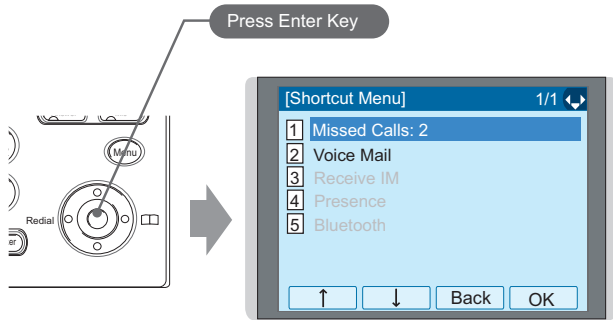 Press Enter Key
Menu
Redial
er
[Shortcut Menu] 1/1
1 Missed Calls: 2
2 Voice Mail
3 Receive IM
4 Presence
5 Bluetooth
↑ ↓ Back OK